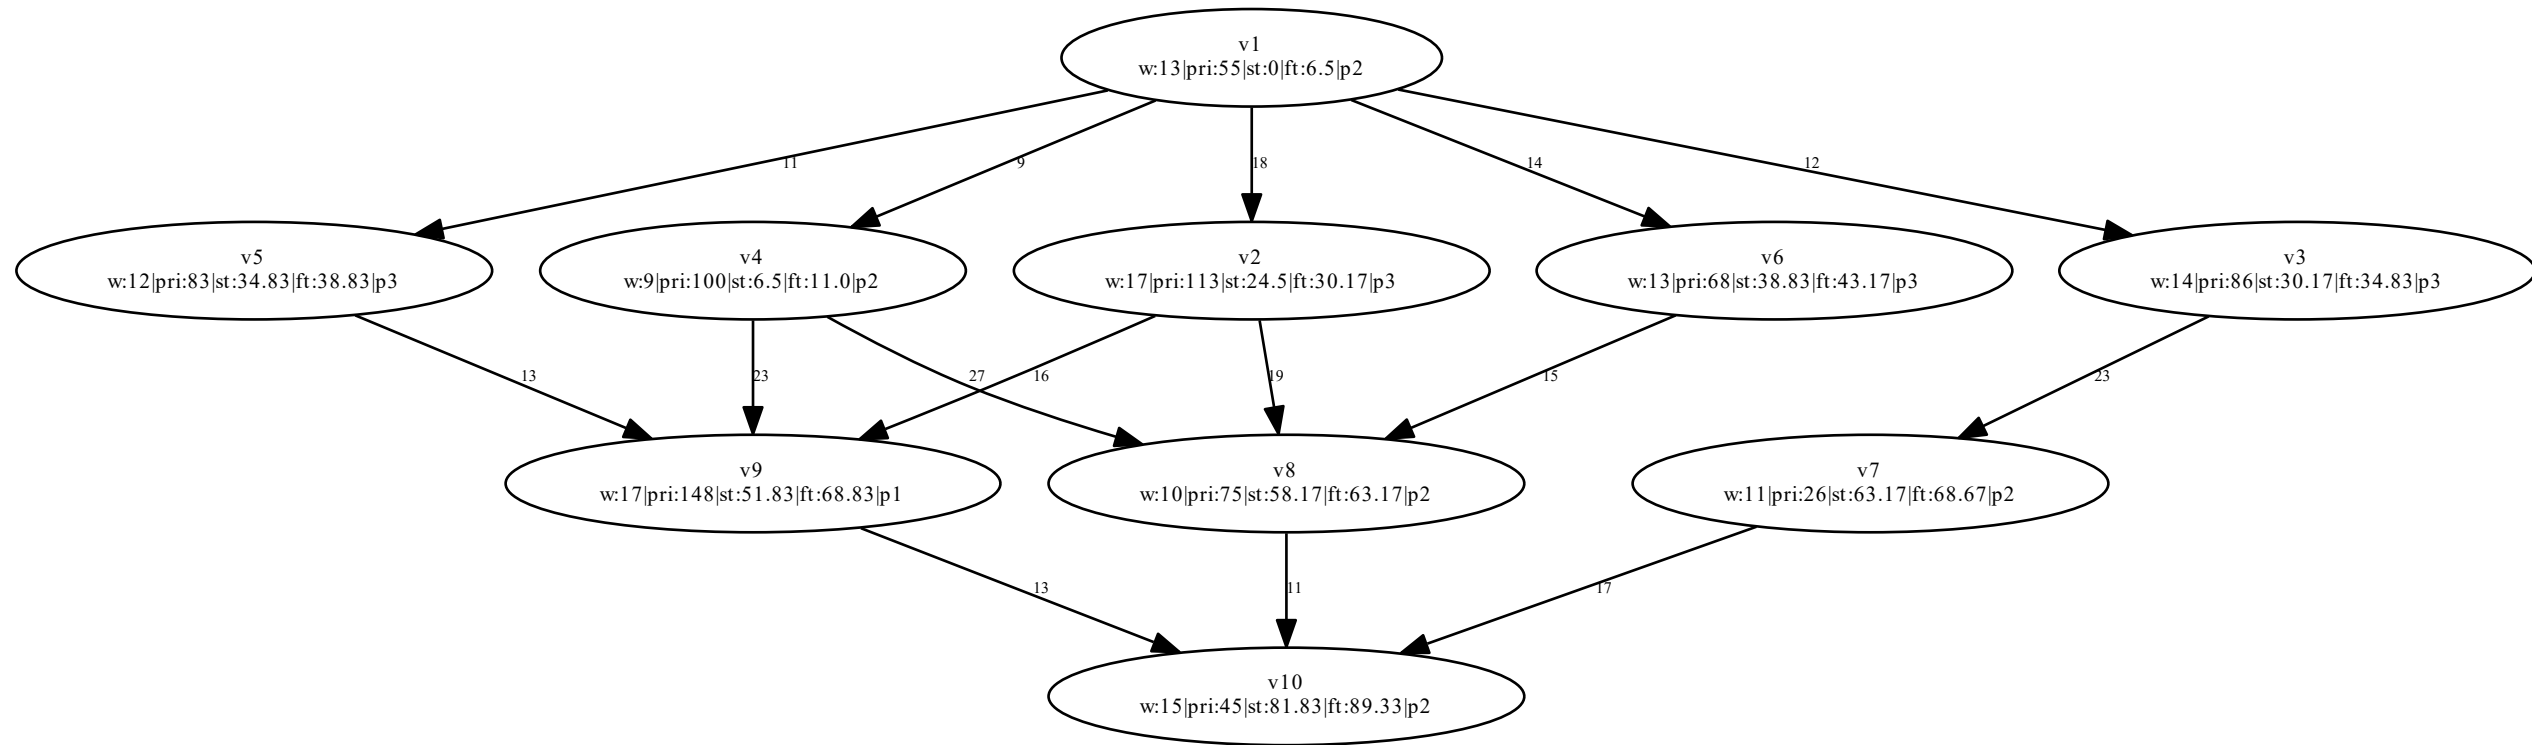 v1
w:13|pri:55|st:0|ft:6.5|p2
11
9
18
14
12
v5
w:12|pri:83|st:34.83|ft:38.83|p3
v4
w:9|pri:100|st:6.5|ft:11.0|p2
v2
w:17|pri:113|st:24.5|ft:30.17|p3
v6
w:13|pri:68|st:38.83|ft:43.17|p3
v3
w:14|pri:86|st:30.17|ft:34.83|p3
13
23
27
16
19
15
23
v9
w:17|pri:148|st:51.83|ft:68.83|p1
v8
w:10|pri:75|st:58.17|ft:63.17|p2
v7
w:11|pri:26|st:63.17|ft:68.67|p2
13
11
17
v10
w:15|pri:45|st:81.83|ft:89.33|p2